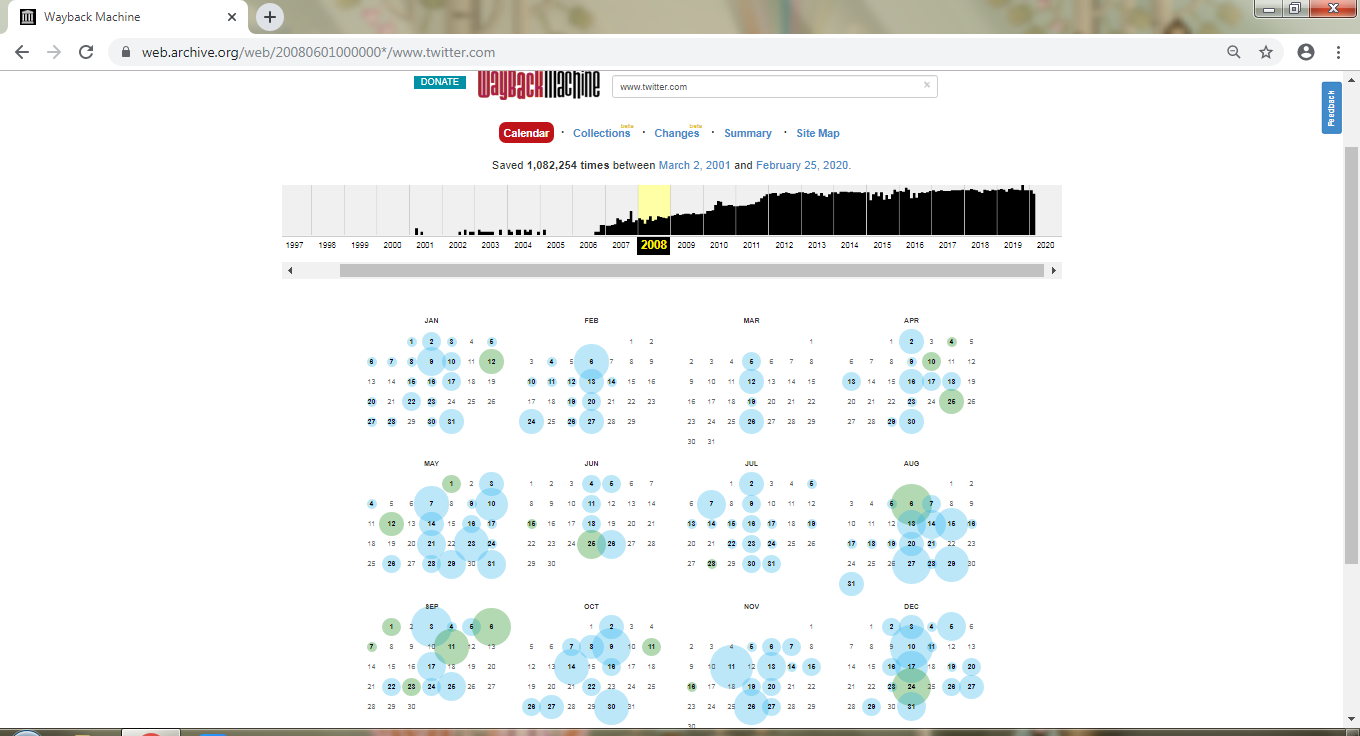 Wayback Machine
web.archive.org/web/20080601000000*/www.twitter.com
DONATE
WayBackMachine
www.twitter.com
Feedback
Calendar · Collections beta · Changes beta · Summary · Site Map
Saved 1,082,254 times between March 2, 2001 and February 25, 2020.
1997 1998 1999 2000 2001 2002 2003 2004 2005 2006 2007 2008 2009 2010 2011 2012 2013 2014 2015 2016 2017 2018 2019 2020
JAN FEB MAR APR
1 2 3 4 5 1 2 1 1 2 3 4 5
6 7 8 9 10 11 12 3 4 5 6 7 8 9 2 3 4 5 6 7 8 6 7 8 9 10 11 12
13 14 15 16 17 18 19 10 11 12 13 14 15 16 9 10 11 12 13 14 15 13 14 15 16 17 18 19
20 21 22 23 24 25 26 17 18 19 20 21 22 23 16 17 18 19 20 21 22 20 21 22 23 24 25 26
27 28 29 30 31 24 25 26 27 28 29 23 24 25 26 27 28 29 27 28 29 30
30 31
MAY JUN JUL AUG
1 2 3 1 2 3 4 5 6 7 1 2 3 4 5 1 2
4 5 6 7 8 9 10 8 9 10 11 12 13 14 6 7 8 9 10 11 12 3 4 5 6 7 8 9
11 12 13 14 15 16 17 15 16 17 18 19 20 21 13 14 15 16 17 18 19 10 11 12 13 14 15 16
18 19 20 21 22 23 24 22 23 24 25 26 27 28 20 21 22 23 24 25 26 17 18 19 20 21 22 23
25 26 27 28 29 30 31 29 30 27 28 29 30 31 24 25 26 27 28 29 30
31
SEP OCT NOV DEC
1 2 3 4 5 6 1 2 3 4 1 1 2 3 4 5 6
7 8 9 10 11 12 13 5 6 7 8 9 10 11 2 3 4 5 6 7 8 7 8 9 10 11 12 13
14 15 16 17 18 19 20 12 13 14 15 16 17 18 9 10 11 12 13 14 15 14 15 16 17 18 19 20
21 22 23 24 25 26 27 19 20 21 22 23 24 25 16 17 18 19 20 21 22 21 22 23 24 25 26 27
28 29 30 26 27 28 29 30 31 23 24 25 26 27 28 29 28 29 30 31
30